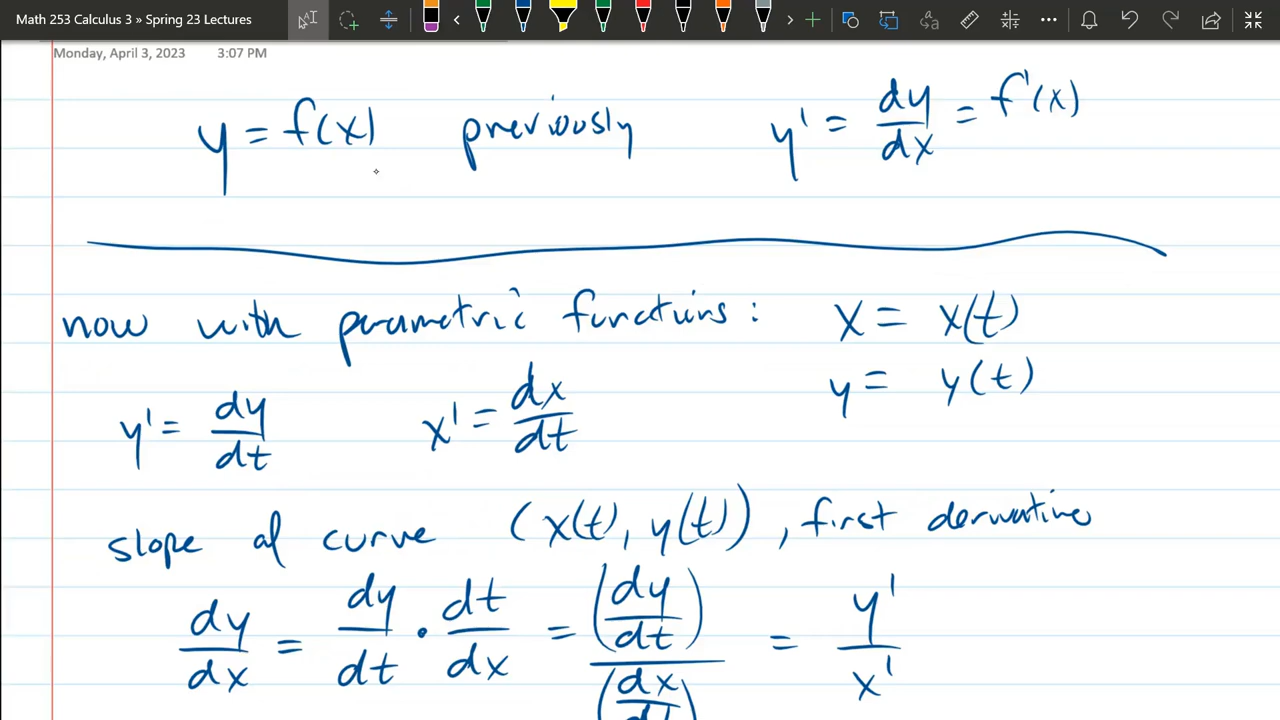 Math 253 Calculus 3 » Spring 23 Lectures
Monday, April 3, 2023 3:07 PM
y = f(x) previously y' = dy/dx = f'(x)
now with parametric functions : x = x(t)
y = y(t)
y' = dy/dt x' = dx/dt
slope of curve (x(t), y(t)), first derivative
dy/dx = dy/dt · dt/dx = (dy/dt)/(dx/dt) = y'/x'